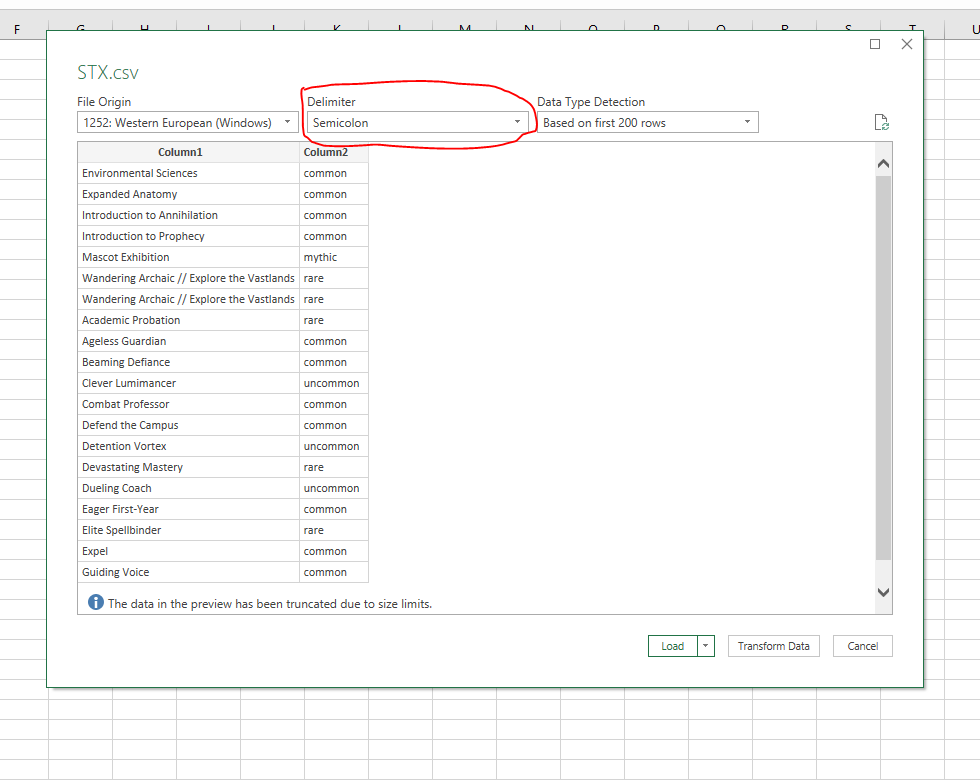 F G H I J K L M N O P Q R S T U
STX.csv
File Origin Delimiter Data Type Detection
1252: Western European (Windows) Semicolon Based on first 200 rows
Column1 Column2
Environmental Sciences common
Expanded Anatomy common
Introduction to Annihilation common
Introduction to Prophecy common
Mascot Exhibition mythic
Wandering Archaic // Explore the Vastlands rare
Wandering Archaic // Explore the Vastlands rare
Academic Probation rare
Ageless Guardian common
Beaming Defiance common
Clever Lumimancer uncommon
Combat Professor common
Defend the Campus common
Detention Vortex uncommon
Devastating Mastery rare
Dueling Coach uncommon
Eager First-Year common
Elite Spellbinder rare
Expel common
Guiding Voice common
The data in the preview has been truncated due to size limits.
Load Transform Data Cancel